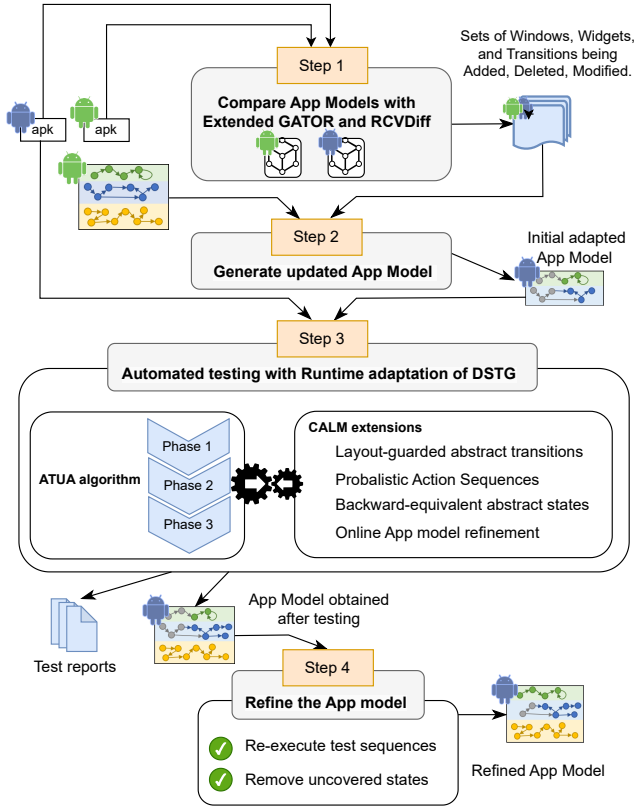 Step 1
Compare App Models with
Extended GATOR and RCVDiff
Sets of Windows, Widgets,
and Transitions being
Added, Deleted, Modified.
apk
apk
Step 2
Generate updated App Model
Initial adapted
App Model
Step 3
Automated testing with Runtime adaptation of DSTG
ATUA algorithm
Phase 1
Phase 2
Phase 3
CALM extensions
Layout-guarded abstract transitions
Probalistic Action Sequences
Backward-equivalent abstract states
Online App model refinement
Test reports
App Model obtained
after testing
Step 4
Refine the App model
Re-execute test sequences
Remove uncovered states
Refined App Model